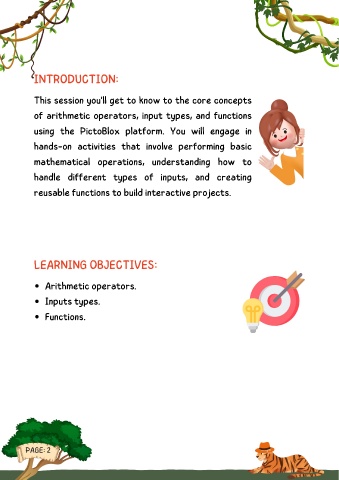 INTRODUCTION:
This session you'll get to know to the core concepts
of arithmetic operators, input types, and functions
using the PictoBlox platform. You will engage in
hands-on activities that involve performing basic
mathematical operations, understanding how to
handle different types of inputs, and creating
reusable functions to build interactive projects.
LEARNING OBJECTIVES:
• Arithmetic operators.
• Inputs types.
• Functions.
PAGE: 2